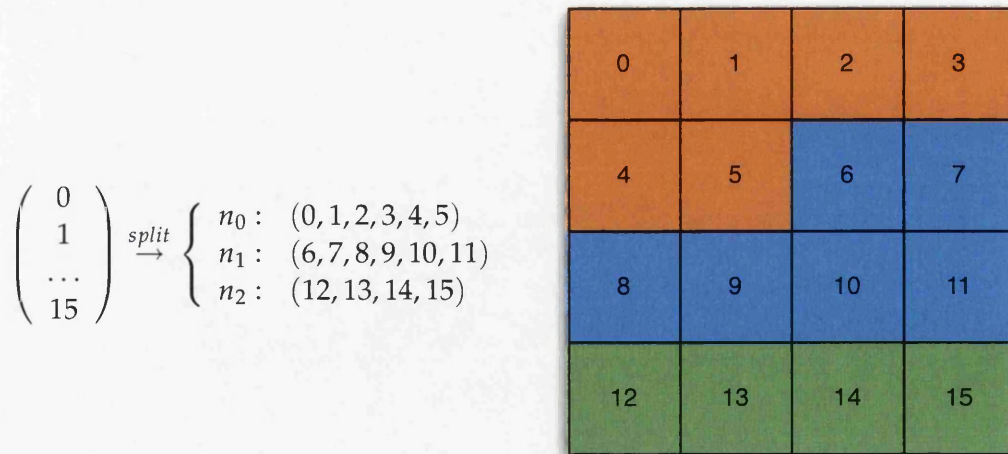 0
1
...
15
split
→
n₀ : (0, 1, 2, 3, 4, 5)
n₁ : (6, 7, 8, 9, 10, 11)
n₂ : (12, 13, 14, 15)
0 1 2 3
4 5 6 7
8 9 10 11
12 13 14 15